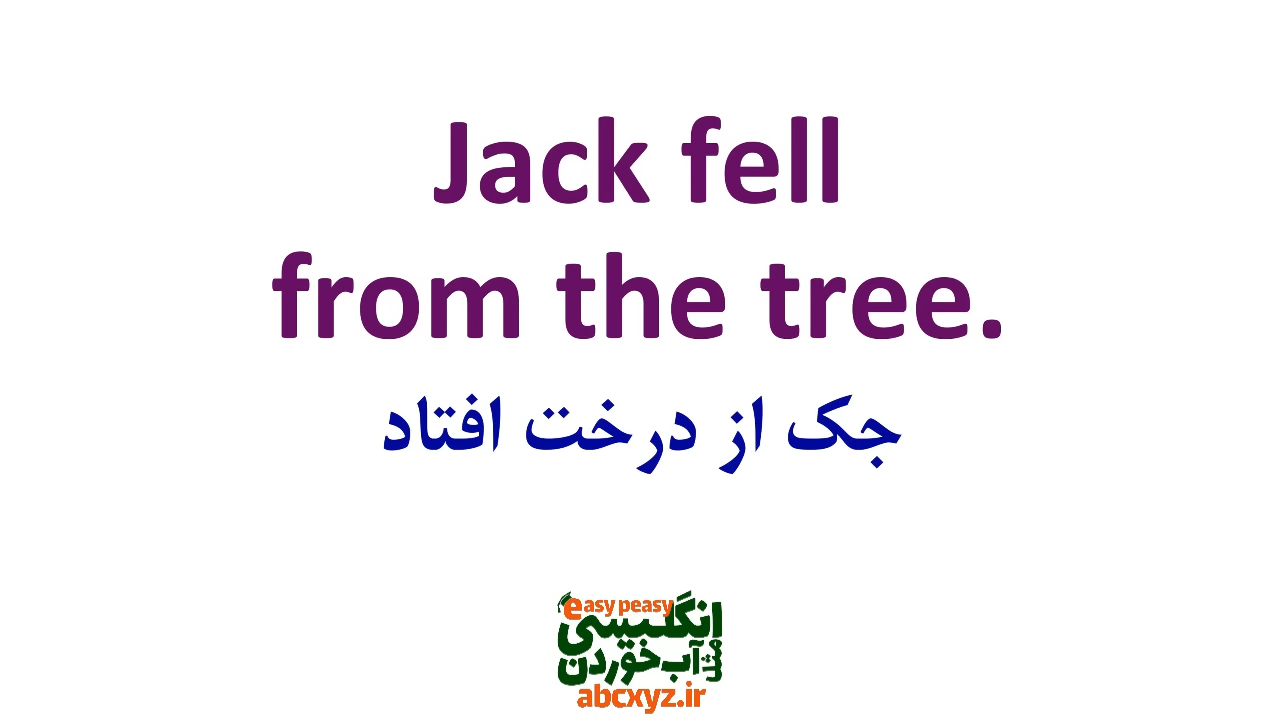 Jack fell
from the tree.
جک از درخت افتاد
easy peasy
انگلیسی
مثل آب خوردن
abcxyz.ir